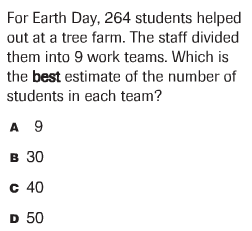 For Earth Day, 264 students helped
out at a tree farm. The staff divided
them into 9 work teams. Which is
the best estimate of the number of
students in each team?
A 9
B 30
C 40
D 50